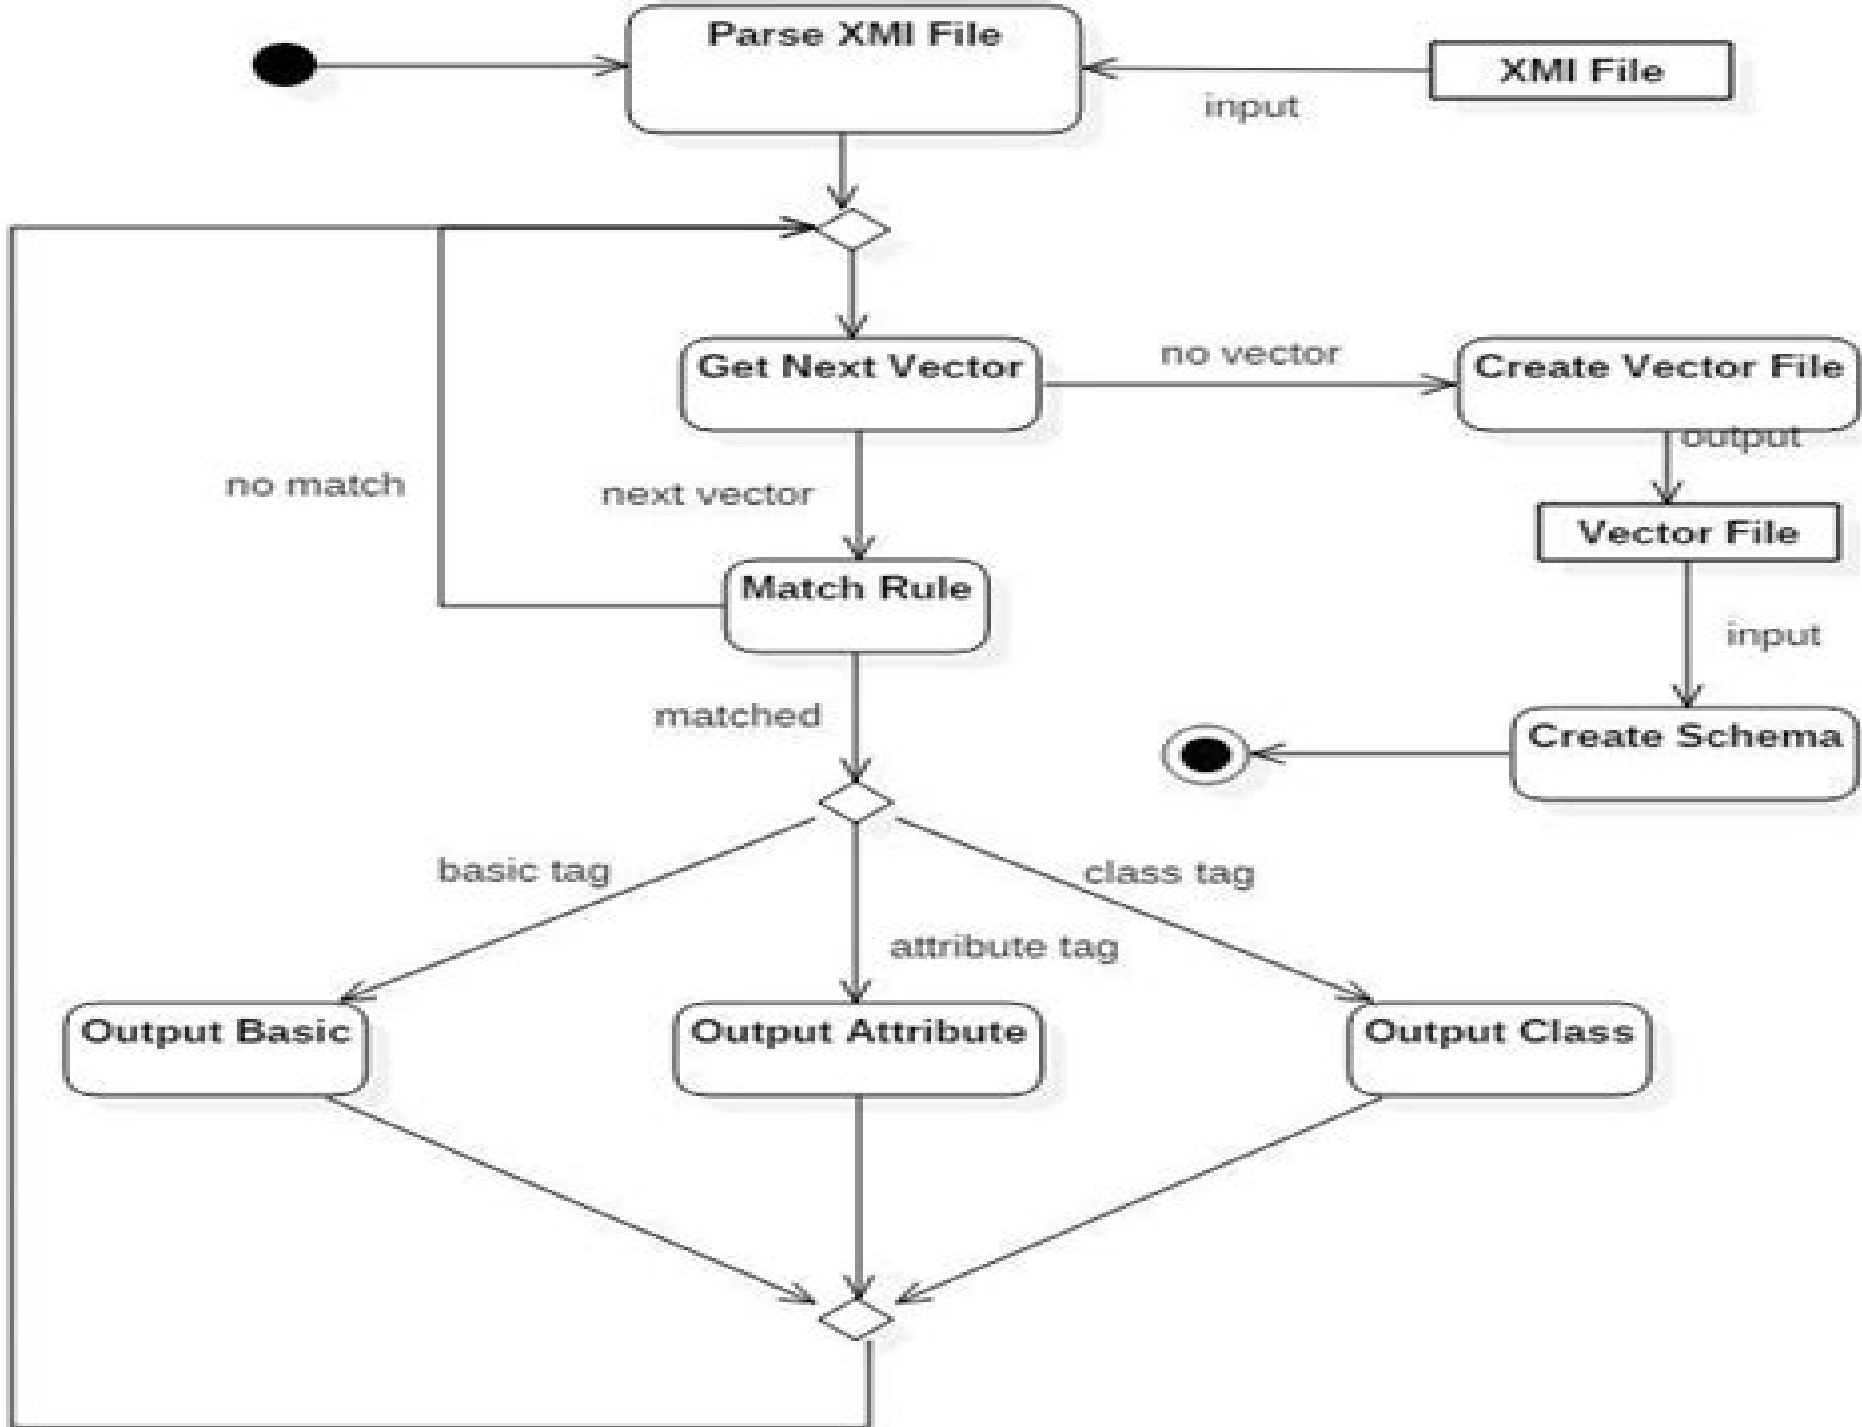 Parse XMI File
XMI File
input
Get Next Vector
no vector
Create Vector File
output
no match
next vector
Vector File
Match Rule
input
matched
Create Schema
basic tag
class tag
attribute tag
Output Basic
Output Attribute
Output Class